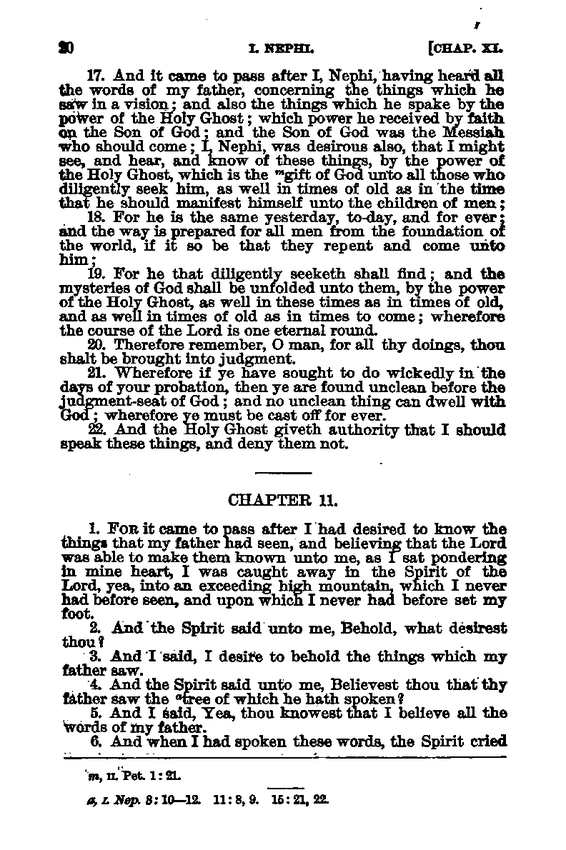 20 I. NEPHI. [CHAP. XI.
17. And it came to pass after I, Nephi, having heard all
the words of my father, concerning the things which he
saw in a vision; and also the things which he spake by the
power of the Holy Ghost; which power he received by faith
on the Son of God; and the Son of God was the Messiah
who should come; I, Nephi, was desirous also, that I might
see, and hear, and know of these things, by the power of
the Holy Ghost, which is the ᵐgift of God unto all those who
diligently seek him, as well in times of old as in the time
that he should manifest himself unto the children of men;
18. For he is the same yesterday, to-day, and for ever;
and the way is prepared for all men from the foundation of
the world, if it so be that they repent and come unto
him;
19. For he that diligently seeketh shall find; and the
mysteries of God shall be unfolded unto them, by the power
of the Holy Ghost, as well in these times as in times of old,
and as well in times of old as in times to come; wherefore
the course of the Lord is one eternal round.
20. Therefore remember, O man, for all thy doings, thou
shalt be brought into judgment.
21. Wherefore if ye have sought to do wickedly in the
days of your probation, then ye are found unclean before the
judgment-seat of God; and no unclean thing can dwell with
God; wherefore ye must be cast off for ever.
22. And the Holy Ghost giveth authority that I should
speak these things, and deny them not.
CHAPTER 11.
1. FOR it came to pass after I had desired to know the
things that my father had seen, and believing that the Lord
was able to make them known unto me, as I sat pondering
in mine heart, I was caught away in the Spirit of the
Lord, yea, into an exceeding high mountain, which I never
had before seen, and upon which I never had before set my
foot.
2. And the Spirit said unto me, Behold, what desirest
thou?
3. And I said, I desire to behold the things which my
father saw.
4. And the Spirit said unto me, Believest thou that thy
father saw the ᵃtree of which he hath spoken?
5. And I said, Yea, thou knowest that I believe all the
words of my father.
6. And when I had spoken these words, the Spirit cried
m, II. Pet. 1: 21.
a, I. Nep. 8: 10—12. 11: 8, 9. 15: 21, 22.